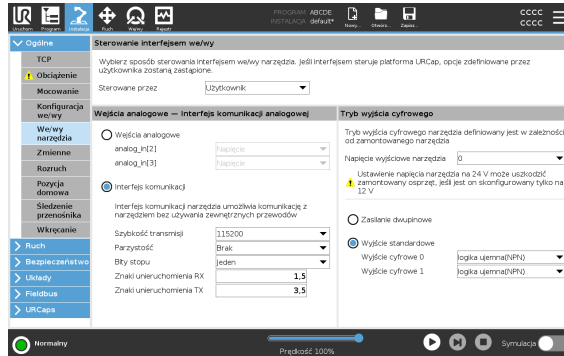 PROGRAM ABCDE
INSTALACJA default*
cccc
cccc
Uruchom Program Instalacja Ruch We/wy Rejestr Nowy... Otwórz... Zapisz...
Ogólne
TCP
Obciążenie
Mocowanie
Konfiguracja
we/wy
We/wy
narzędzia
Zmienne
Rozruch
Pozycja
domowa
Śledzenie
przenośnika
Wkręcanie
Ruch
Bezpieczeństwo
Układy
Fieldbus
URCaps
Sterowanie interfejsem we/wy
Wybierz sposób sterowania interfejsem we/wy narzędzia. Jeśli interfejsem steruje platforma URCap, opcje zdefiniowane przez
użytkownika zostaną zastąpione.
Sterowane przez Użytkownik
Wejścia analogowe — Interfejs komunikacji analogowej
Wejścia analogowe
analog_in[2] Napięcie
analog_in[3] Napięcie
Interfejs komunikacji
Interfejs komunikacji narzędzia umożliwia komunikację z
narzędziem bez używania zewnętrznych przewodów
Szybkość transmisji 115200
Parzystość Brak
Bity stopu Jeden
Znaki unieruchomienia RX 1,5
Znaki unieruchomienia TX 3,5
Tryb wyjścia cyfrowego
Tryb wyjścia cyfrowego narzędzia definiowany jest w zależności
od zamontowanego narzędzia
Napięcie wyjściowe narzędzia 0
Ustawienie napięcia narzędzia na 24 V może uszkodzić
zamontowany osprzęt, jeśli jest on skonfigurowany tylko na
12 V
Zasilanie dwupinowe
Wyjście standardowe
Wyjście cyfrowe 0 logika ujemna(NPN)
Wyjście cyfrowe 1 logika ujemna(NPN)
Normalny
Prędkość 100%
Symulacja